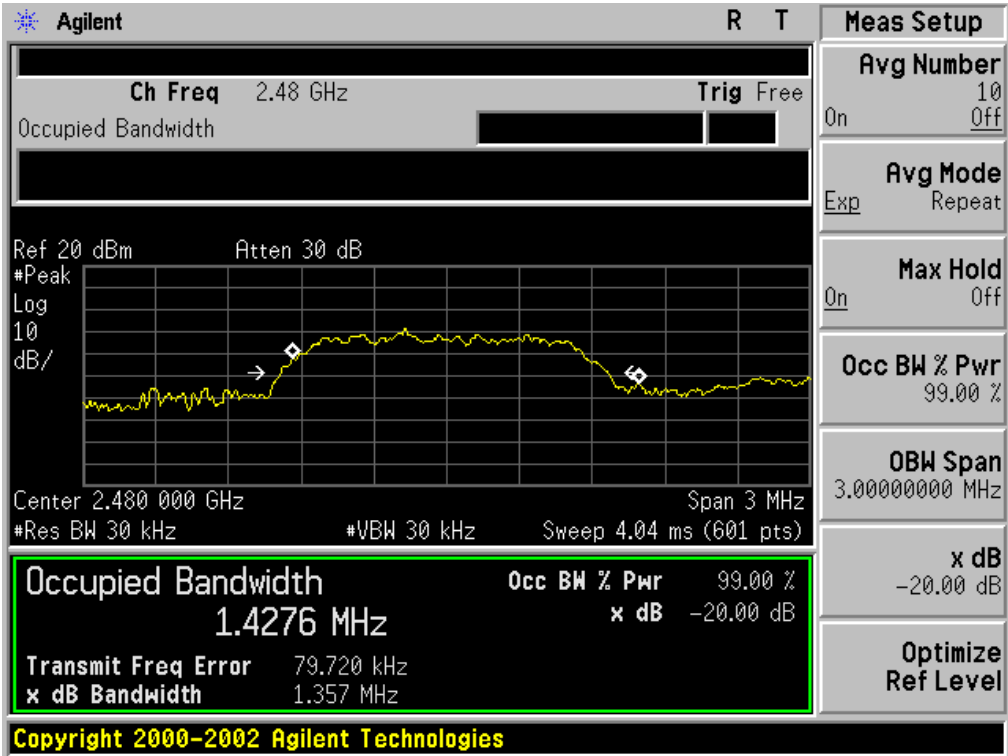 Agilent R T
Ch Freq 2.48 GHz Trig Free
Occupied Bandwidth
Ref 20 dBm Atten 30 dB
#Peak
Log
10
dB/
Center 2.480 000 GHz Span 3 MHz
#Res BW 30 kHz #VBW 30 kHz Sweep 4.04 ms (601 pts)
Occupied Bandwidth
1.4276 MHz
Occ BW % Pwr 99.00 %
x dB -20.00 dB
Transmit Freq Error 79.720 kHz
x dB Bandwidth 1.357 MHz
Copyright 2000-2002 Agilent Technologies
Meas Setup
Avg Number
10
On Off
Avg Mode
Exp Repeat
Max Hold
On Off
Occ BW % Pwr
99.00 %
OBW Span
3.00000000 MHz
x dB
-20.00 dB
Optimize
Ref Level